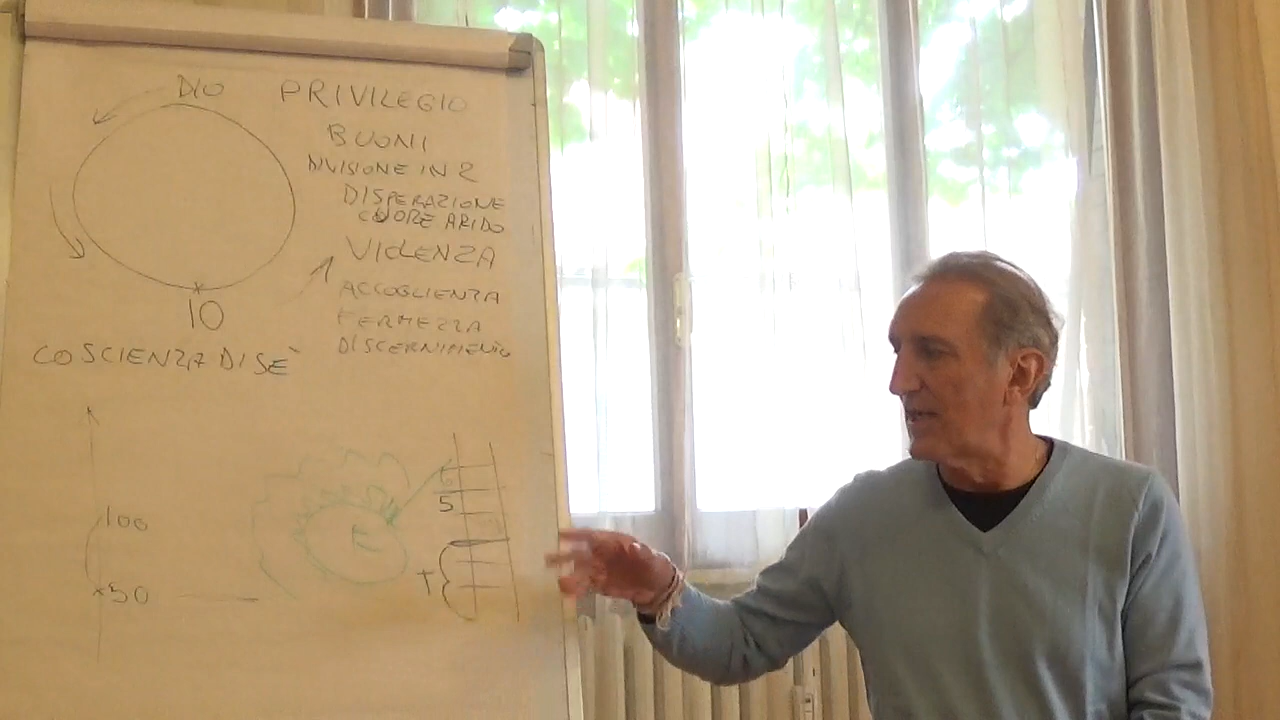 DIO
PRIVILEGIO
BUONI
DIVISIONE IN 2
DISPERAZIONE
CUORE ARIDO
VIOLENZA
ACCOGLIENZA
FERMEZZA
DISCERNIMENTO
IO
COSCIENZA DI SE`
100
50
E
6
5
T